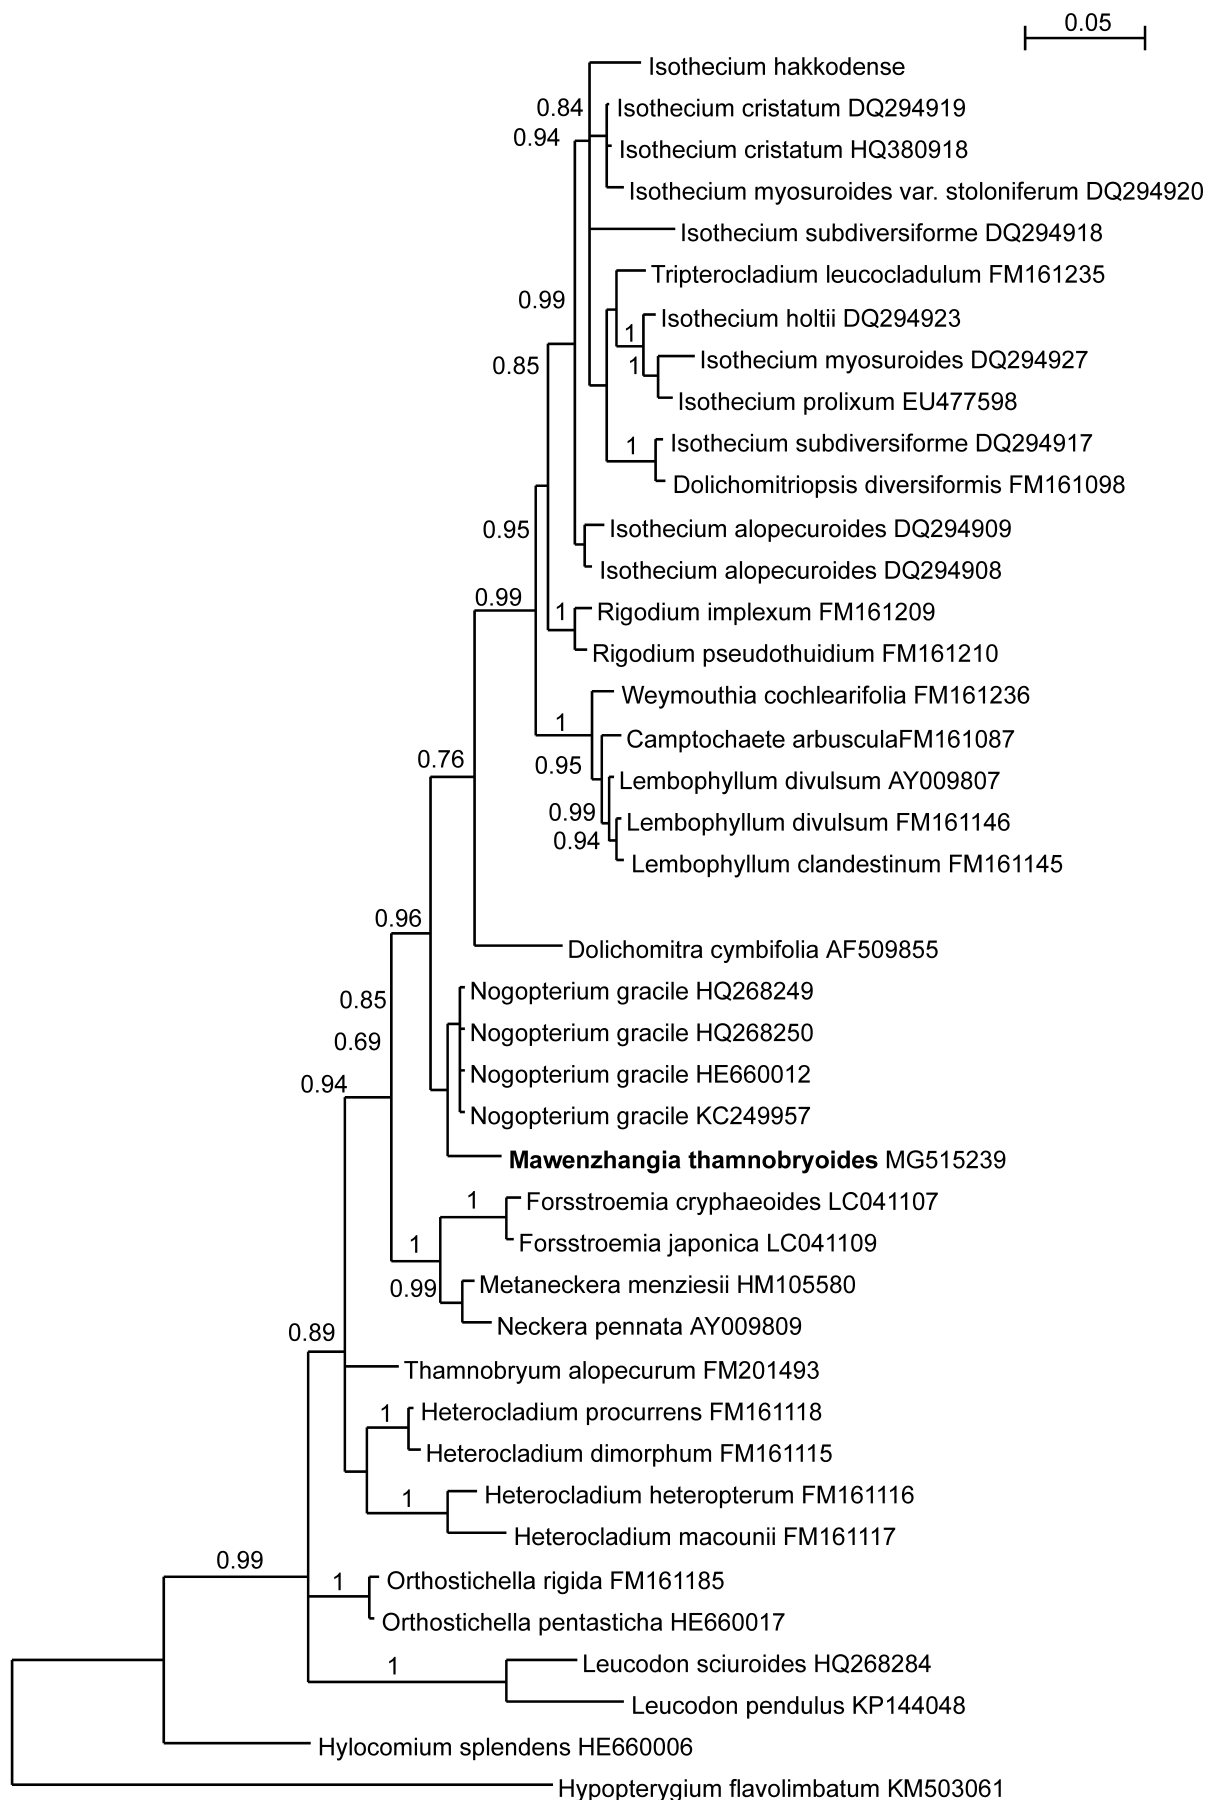 0.05
Isothecium hakkodense
0.84
Isothecium cristatum DQ294919
0.94
Isothecium cristatum HQ380918
Isothecium myosuroides var. stoloniferum DQ294920
Isothecium subdiversiforme DQ294918
Tripterocladium leucocladulum FM161235
0.99
Isothecium holtii DQ294923
1
Isothecium myosuroides DQ294927
0.85
1
Isothecium prolixum EU477598
1
Isothecium subdiversiforme DQ294917
Dolichomitriopsis diversiformis FM161098
0.95
Isothecium alopecuroides DQ294909
Isothecium alopecuroides DQ294908
0.99
1
Rigodium implexum FM161209
Rigodium pseudothuidium FM161210
Weymouthia cochlearifolia FM161236
1
Camptochaete arbusculaFM161087
0.76
0.95
Lembophyllum divulsum AY009807
0.99
Lembophyllum divulsum FM161146
0.94
Lembophyllum clandestinum FM161145
0.96
Dolichomitra cymbifolia AF509855
0.85
Nogopterium gracile HQ268249
0.69
Nogopterium gracile HQ268250
0.94
Nogopterium gracile HE660012
Nogopterium gracile KC249957
Mawenzhangia thamnobryoides MG515239
1
Forsstroemia cryphaeoides LC041107
1
Forsstroemia japonica LC041109
0.99
Metaneckera menziesii HM105580
Neckera pennata AY009809
0.89
Thamnobryum alopecurum FM201493
1
Heterocladium procurrens FM161118
Heterocladium dimorphum FM161115
1
Heterocladium heteropterum FM161116
Heterocladium macounii FM161117
0.99
1
Orthostichella rigida FM161185
Orthostichella pentasticha HE660017
1
Leucodon sciuroides HQ268284
Leucodon pendulus KP144048
Hylocomium splendens HE660006
Hypopterygium flavolimbatum KM503061